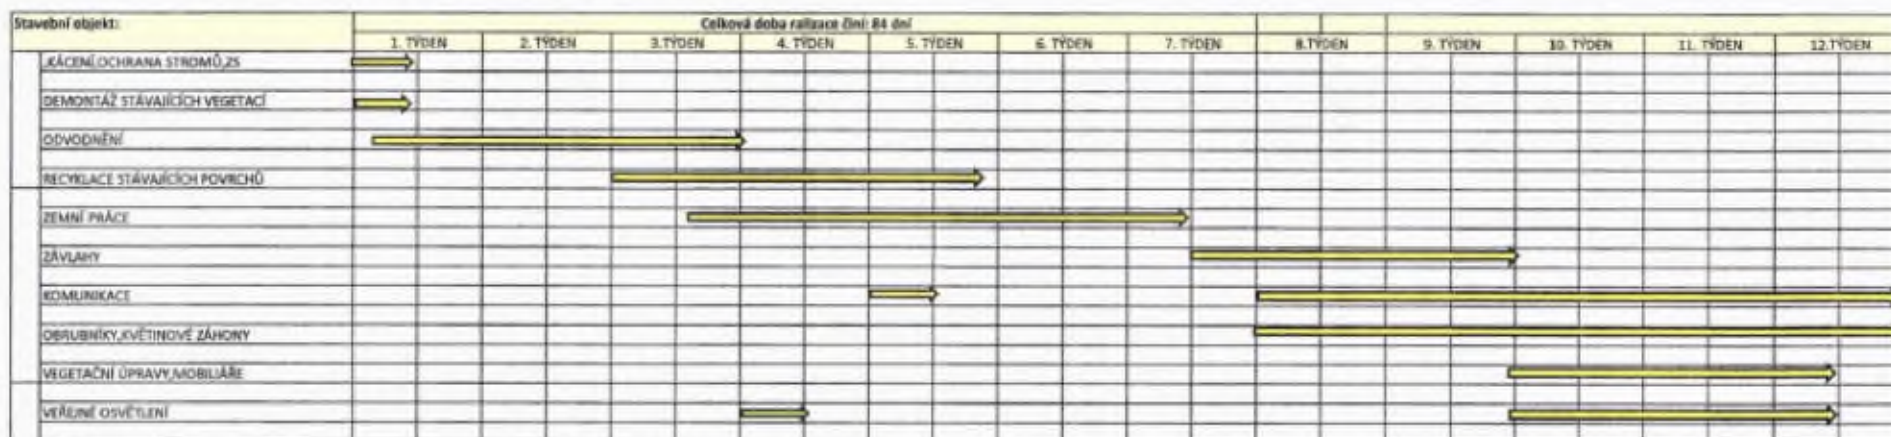 Stavební objekt:
Celková doba ralizace činí: 84 dní
1. TÝDEN 2. TÝDEN 3.TÝDEN 4. TÝDEN 5. TÝDEN 6. TÝDEN 7. TÝDEN 8.TÝDEN 9. TÝDEN 10. TÝDEN 11. TÝDEN 12.TÝDEN
,KÁCENÍ,OCHRANA STROMŮ,ZS
DEMONTÁŽ STÁVAJÍCÍCH VEGETACÍ
ODVODNĚNÍ
RECYKLACE STÁVAJÍCÍCH POVRCHŮ
ZEMNÍ PRÁCE
ZÁVLAHY
KOMUNIKACE
OBRUBNÍKY,KVĚTINOVÉ ZÁHONY
VEGETAČNÍ ÚPRAVY,MOBILIÁŘE
VEŘEJNÉ OSVĚTLENÍ